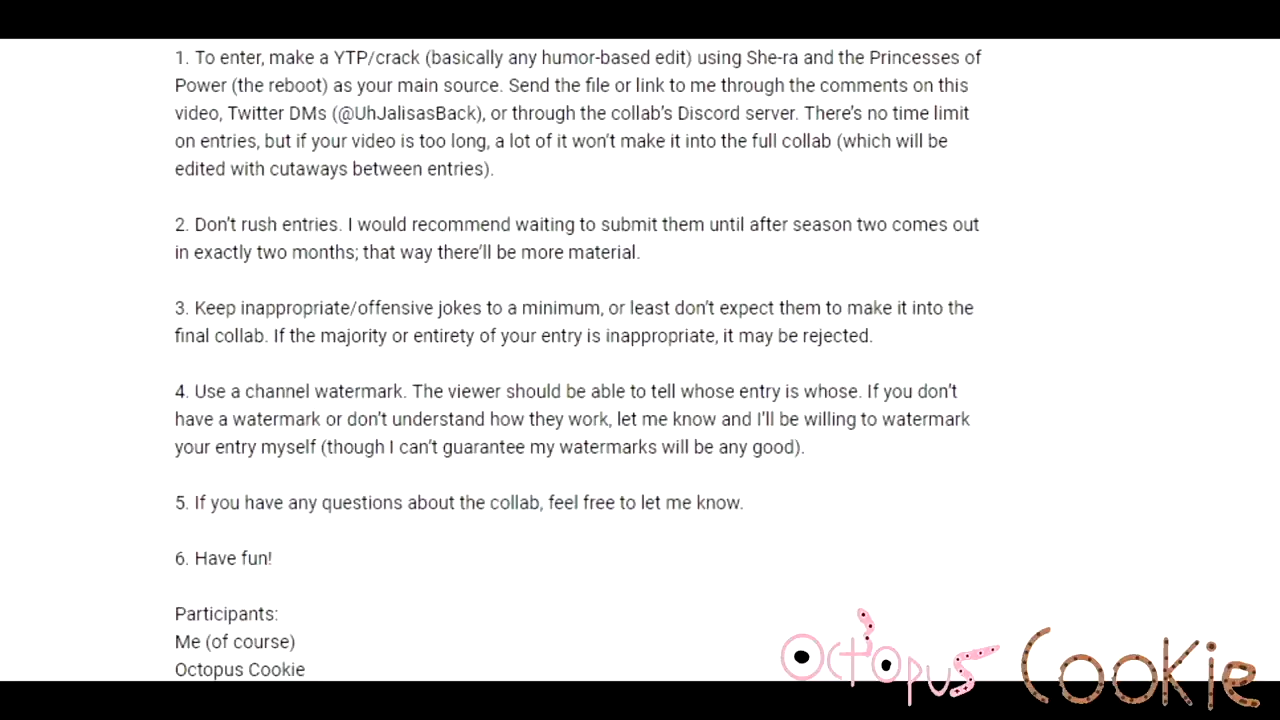 1. To enter, make a YTP/crack (basically any humor-based edit) using She-ra and the Princesses of
Power (the reboot) as your main source. Send the file or link to me through the comments on this
video, Twitter DMs (@UhJalisasBack), or through the collab's Discord server. There's no time limit
on entries, but if your video is too long, a lot of it won't make it into the full collab (which will be
edited with cutaways between entries).
2. Don't rush entries. I would recommend waiting to submit them until after season two comes out
in exactly two months; that way there'll be more material.
3. Keep inappropriate/offensive jokes to a minimum, or least don't expect them to make it into the
final collab. If the majority or entirety of your entry is inappropriate, it may be rejected.
4. Use a channel watermark. The viewer should be able to tell whose entry is whose. If you don't
have a watermark or don't understand how they work, let me know and I'll be willing to watermark
your entry myself (though I can't guarantee my watermarks will be any good).
5. If you have any questions about the collab, feel free to let me know.
6. Have fun!
Participants:
Me (of course)
Octopus Cookie
Octopus Cookie